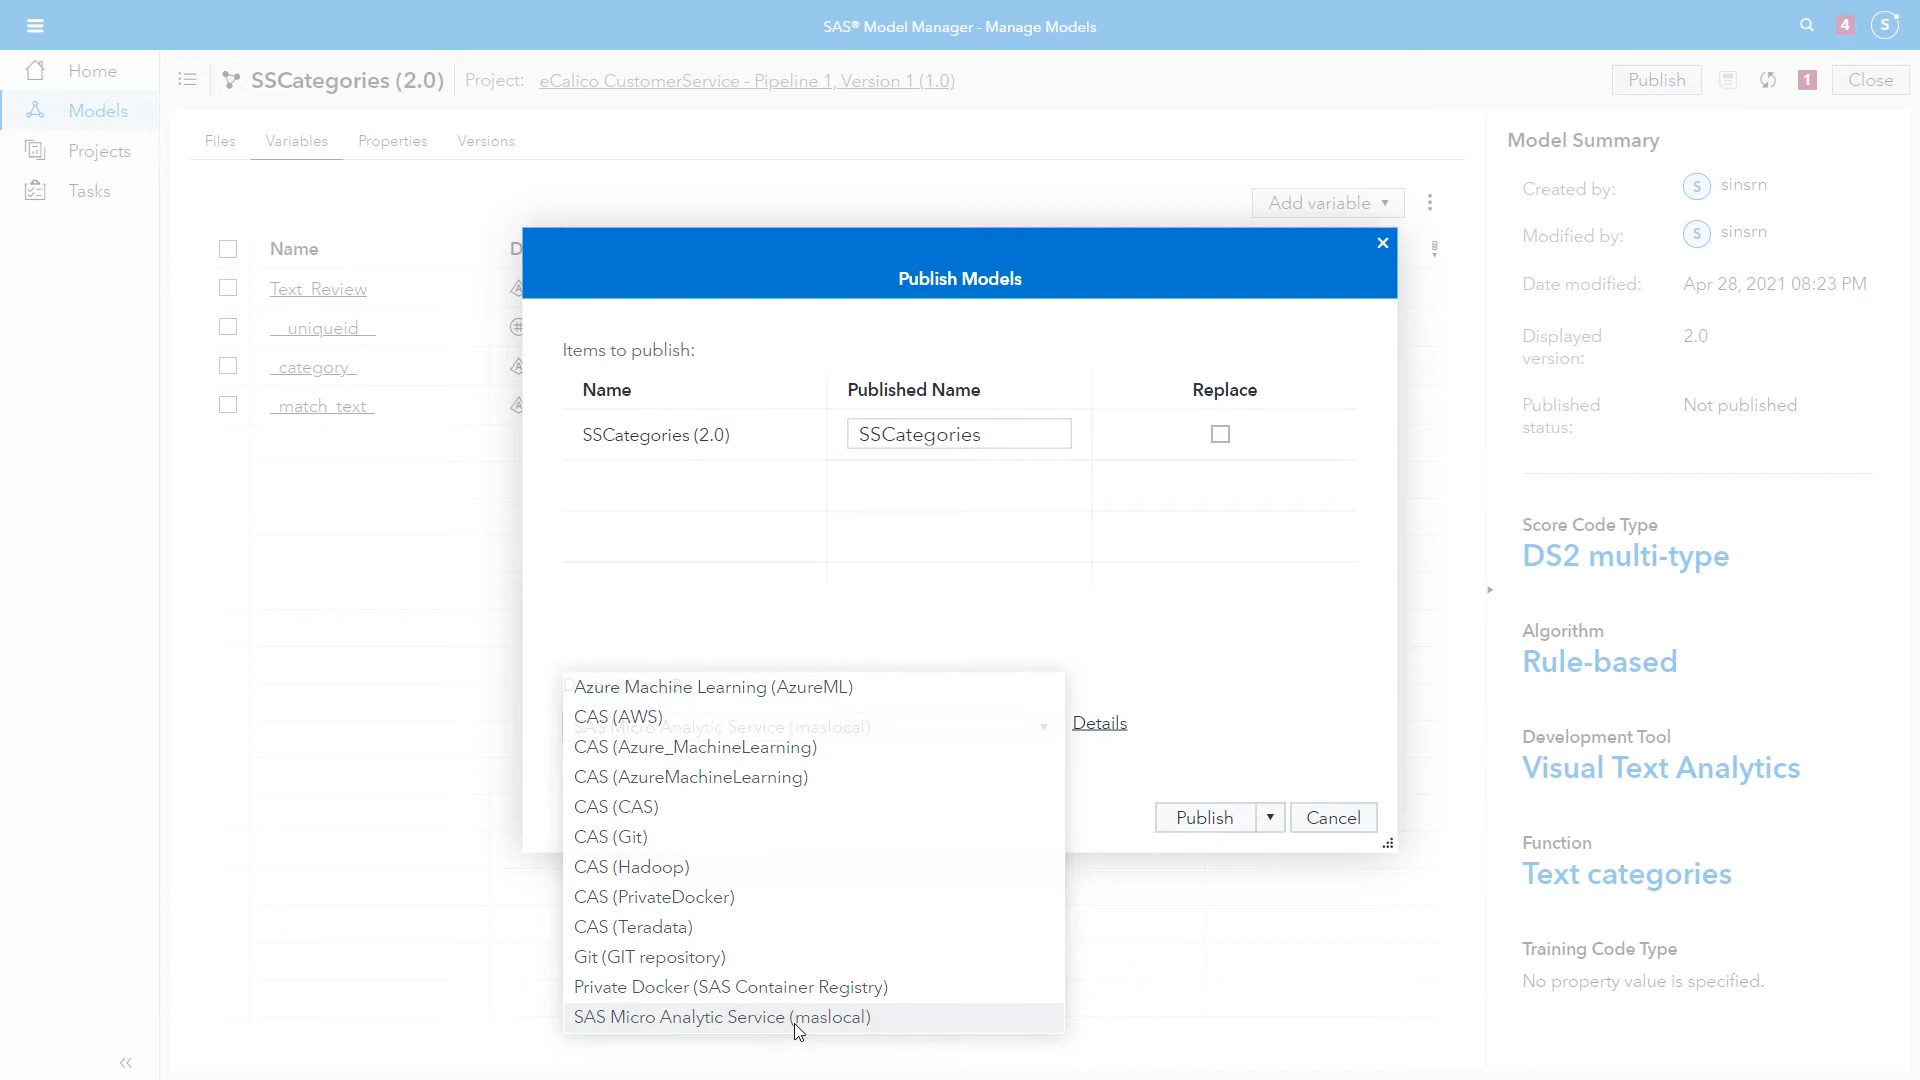 SAS® Model Manager - Manage Models
4
S
Home
Models
Projects
Tasks
SSCategories (2.0)
Project: eCalico CustomerService - Pipeline 1, Version 1 (1.0)
Publish
1
Close
Files
Variables
Properties
Versions
Add variable
Name
D
Text_Review
__uniqueid__
_category_
_match_text_
Publish Models
Items to publish:
Name
Published Name
Replace
SSCategories (2.0)
SSCategories
SAS Micro Analytic Service (maslocal)
Details
Azure Machine Learning (AzureML)
CAS (AWS)
CAS (Azure_MachineLearning)
CAS (AzureMachineLearning)
CAS (CAS)
CAS (Git)
CAS (Hadoop)
CAS (PrivateDocker)
CAS (Teradata)
Git (GIT repository)
Private Docker (SAS Container Registry)
SAS Micro Analytic Service (maslocal)
Publish
Cancel
Model Summary
Created by:
S
sinsrn
Modified by:
S
sinsrn
Date modified:
Apr 28, 2021 08:23 PM
Displayed
version:
2.0
Published
status:
Not published
Score Code Type
DS2 multi-type
Algorithm
Rule-based
Development Tool
Visual Text Analytics
Function
Text categories
Training Code Type
No property value is specified.